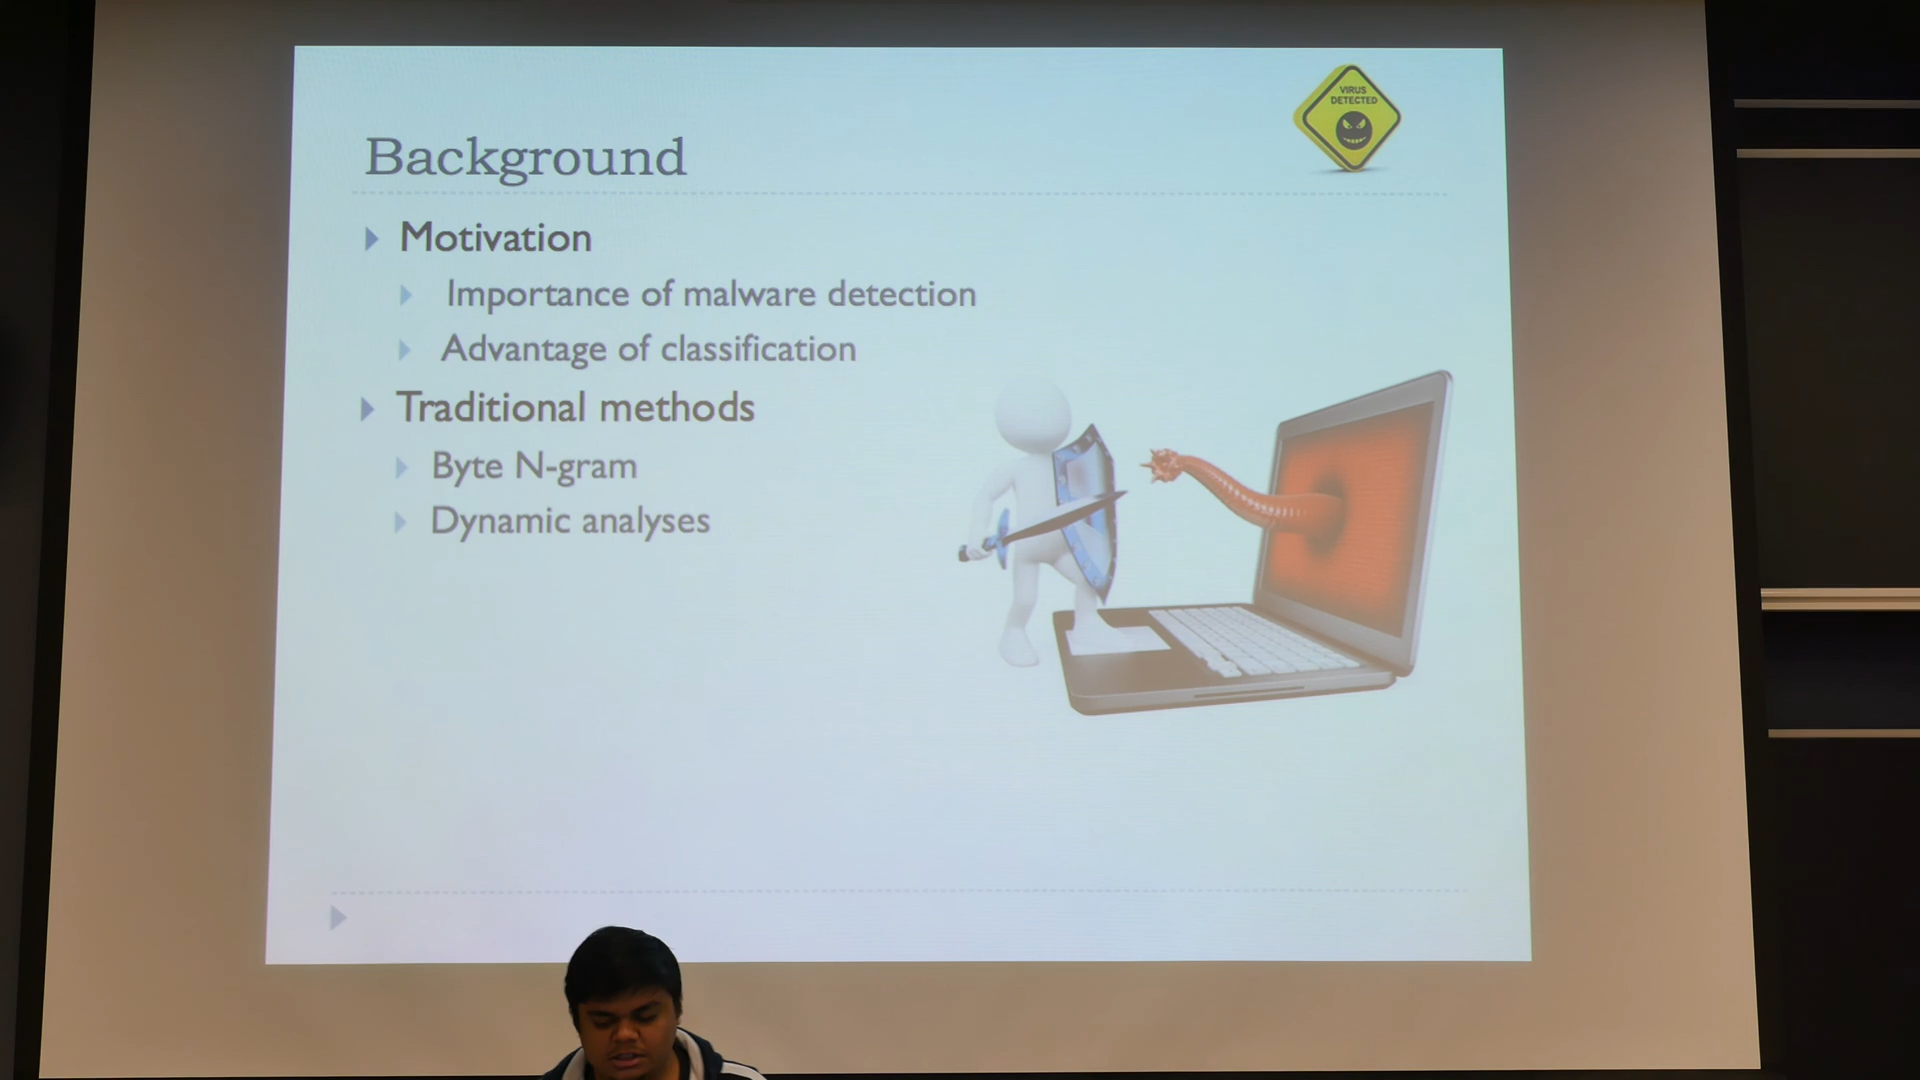 VIRUS
DETECTED
Background
Motivation
Importance of malware detection
Advantage of classification
Traditional methods
Byte N-gram
Dynamic analyses